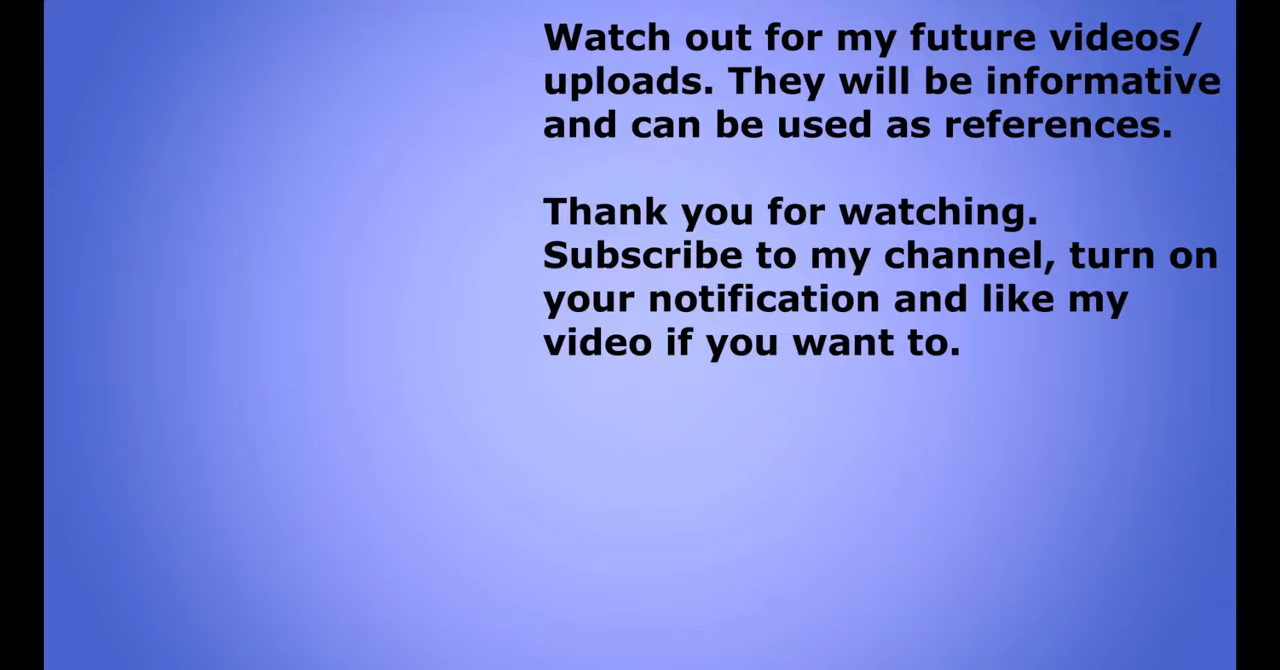 Watch out for my future videos/
uploads. They will be informative
and can be used as references.
Thank you for watching.
Subscribe to my channel, turn on
your notification and like my
video if you want to.